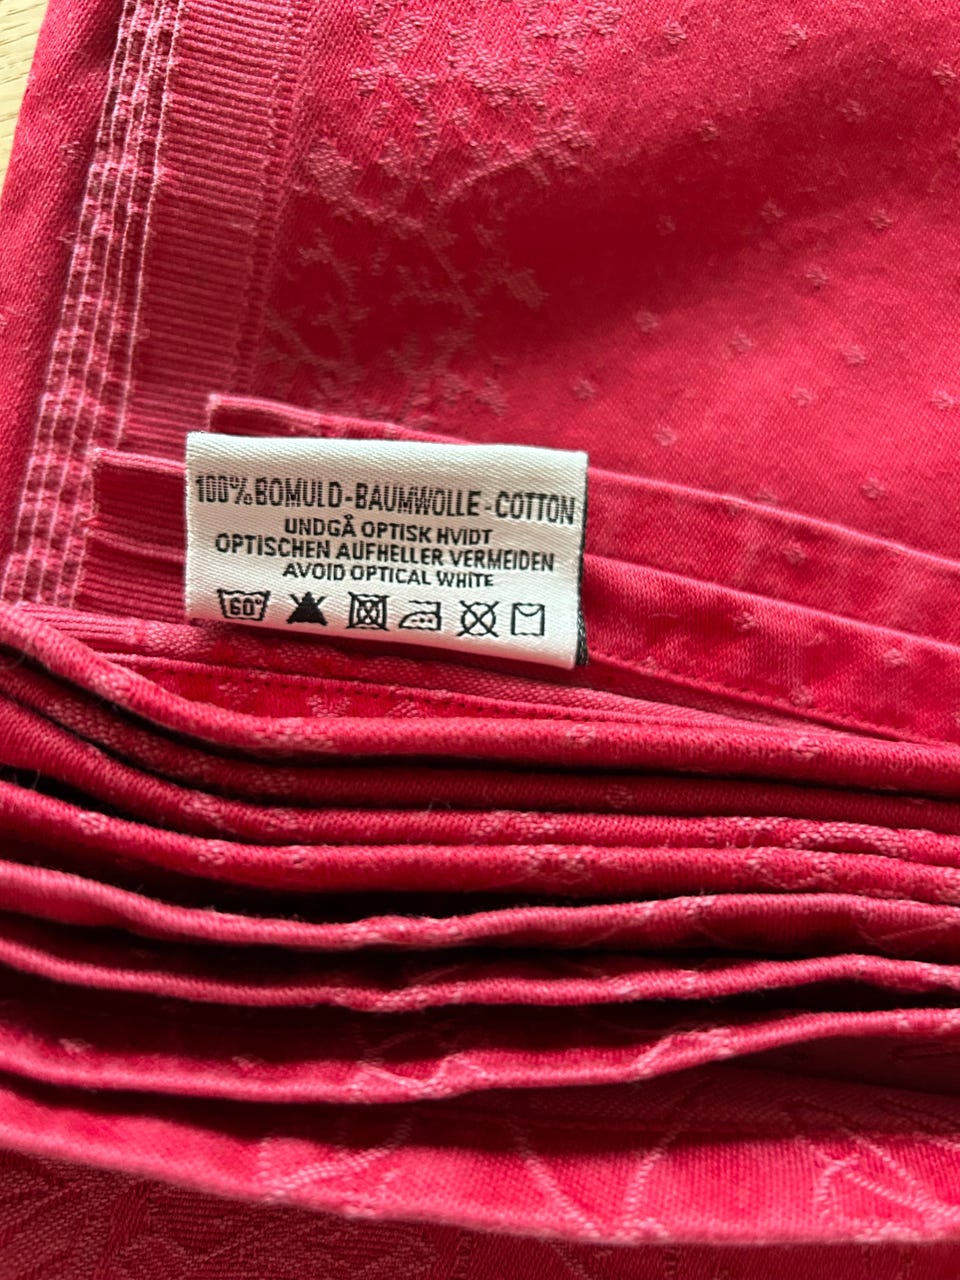 100% BOMULD - BAUMWOLLE - COTTON
UNDGÅ OPTISK HVIDT
OPTISCHEN AUFHELLER VERMEIDEN
AVOID OPTICAL WHITE
60°